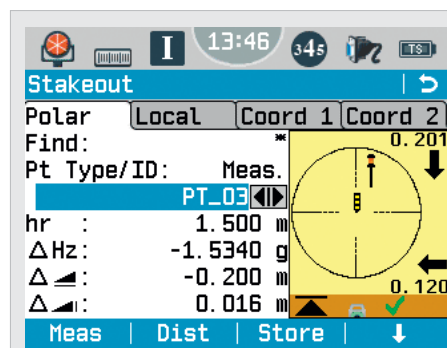 I 13:46 345 TS
Stakeout
Polar Local Coord 1 Coord 2
Find: *
Pt Type/ID: Meas.
PT_03
hr : 1.500 m
ΔHz: -1.5340 g
Δ : -0.200 m
Δ : 0.016 m
0.201
0.120
Meas Dist Store